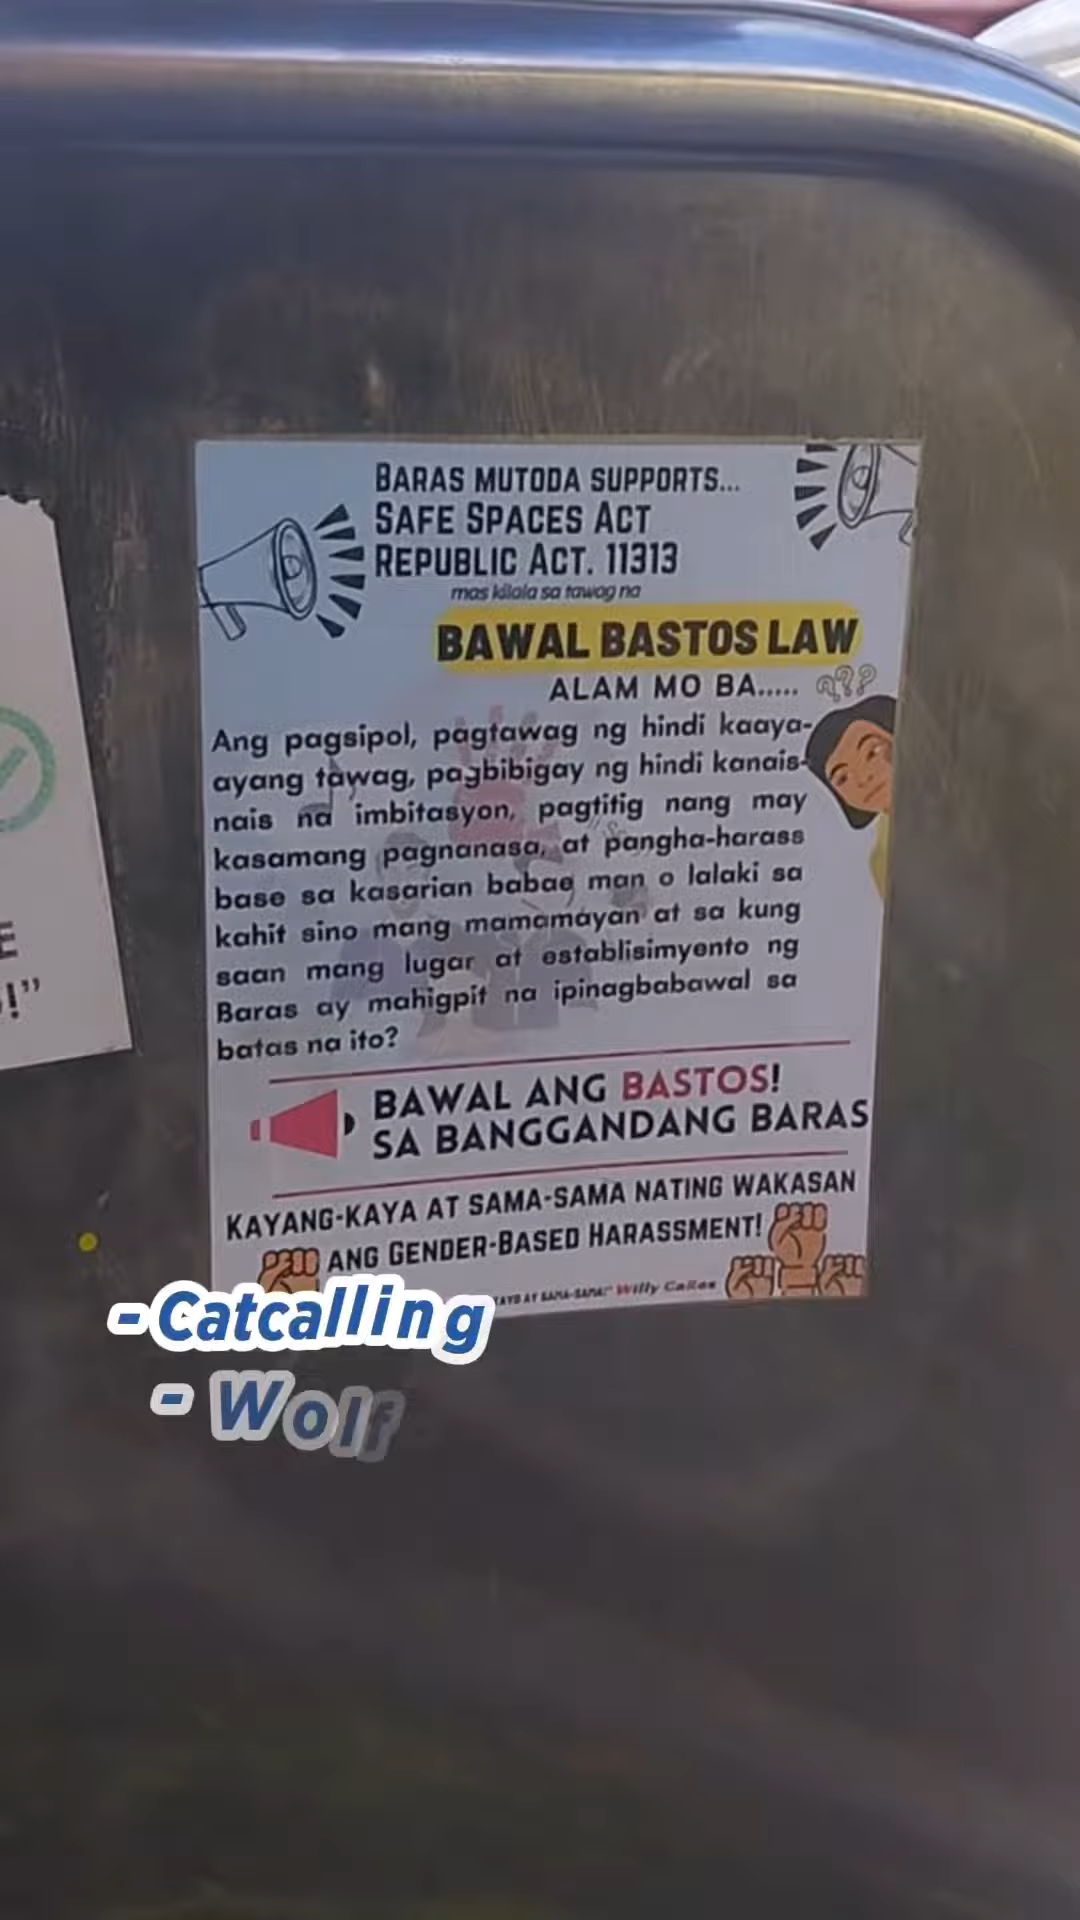 BARAS MUTODA SUPPORTS...
SAFE SPACES ACT
REPUBLIC ACT. 11313
mas kilala sa tawag na
BAWAL BASTOS LAW
ALAM MO BA.....
???
Ang pagsipol, pagtawag ng hindi kaaya-
ayang tawag, pagbibigay ng hindi kanais-
nais na imbitasyon, pagtitig nang may
kasamang pagnanasa, at pangha-harass
base sa kasarian babae man o lalaki sa
kahit sino mang mamamayan at sa kung
saan mang lugar at establisimyento ng
Baras ay mahigpit na ipinagbabawal sa
batas na ito?
BAWAL ANG BASTOS!
SA BANGGANDANG BARAS
KAYANG-KAYA AT SAMA-SAMA NATING WAKASAN
ANG GENDER-BASED HARASSMENT!
AY SAMA-SAMA!" Willy CaRes
E
!"
- Catcalling
- Wolf